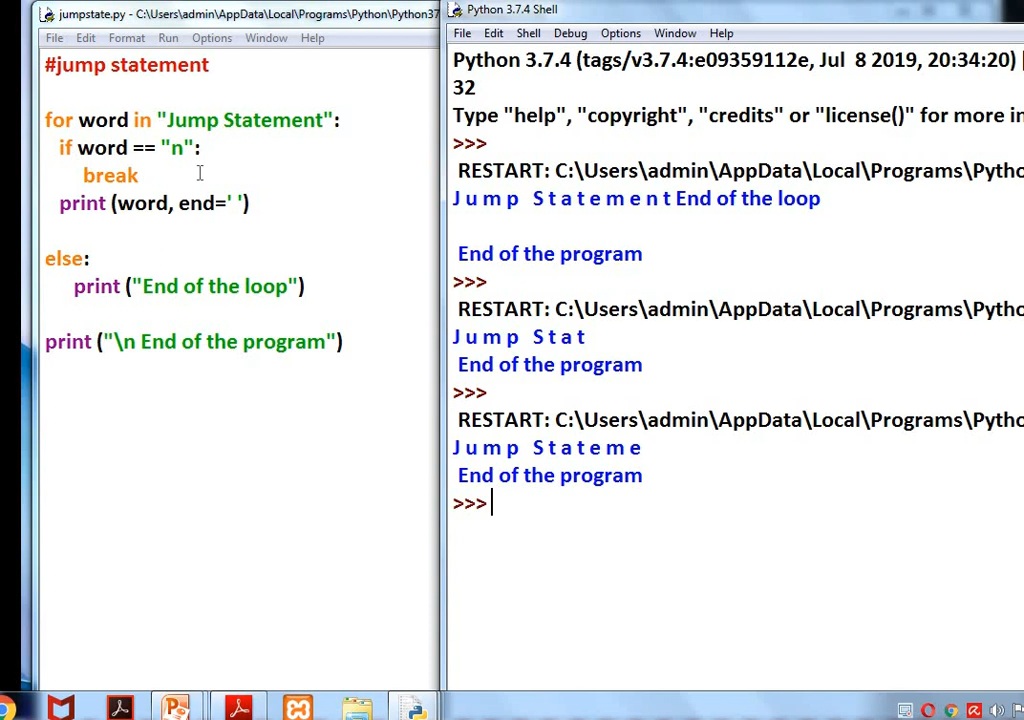 jumpstate.py - C:\Users\admin\AppData\Local\Programs\Python\Python37
File Edit Format Run Options Window Help
#jump statement
for word in "Jump Statement":
if word == "n":
break
print (word, end=' ')
else:
print ("End of the loop")
print ("\n End of the program")
Python 3.7.4 Shell
File Edit Shell Debug Options Window Help
Python 3.7.4 (tags/v3.7.4:e09359112e, Jul 8 2019, 20:34:20) [
32
Type "help", "copyright", "credits" or "license()" for more in
>>>
RESTART: C:\Users\admin\AppData\Local\Programs\Pytho
J u m p   S t a t e m e n t End of the loop
End of the program
>>>
RESTART: C:\Users\admin\AppData\Local\Programs\Pytho
J u m p   S t a t
End of the program
>>>
RESTART: C:\Users\admin\AppData\Local\Programs\Pytho
J u m p   S t a t e m e
End of the program
>>>